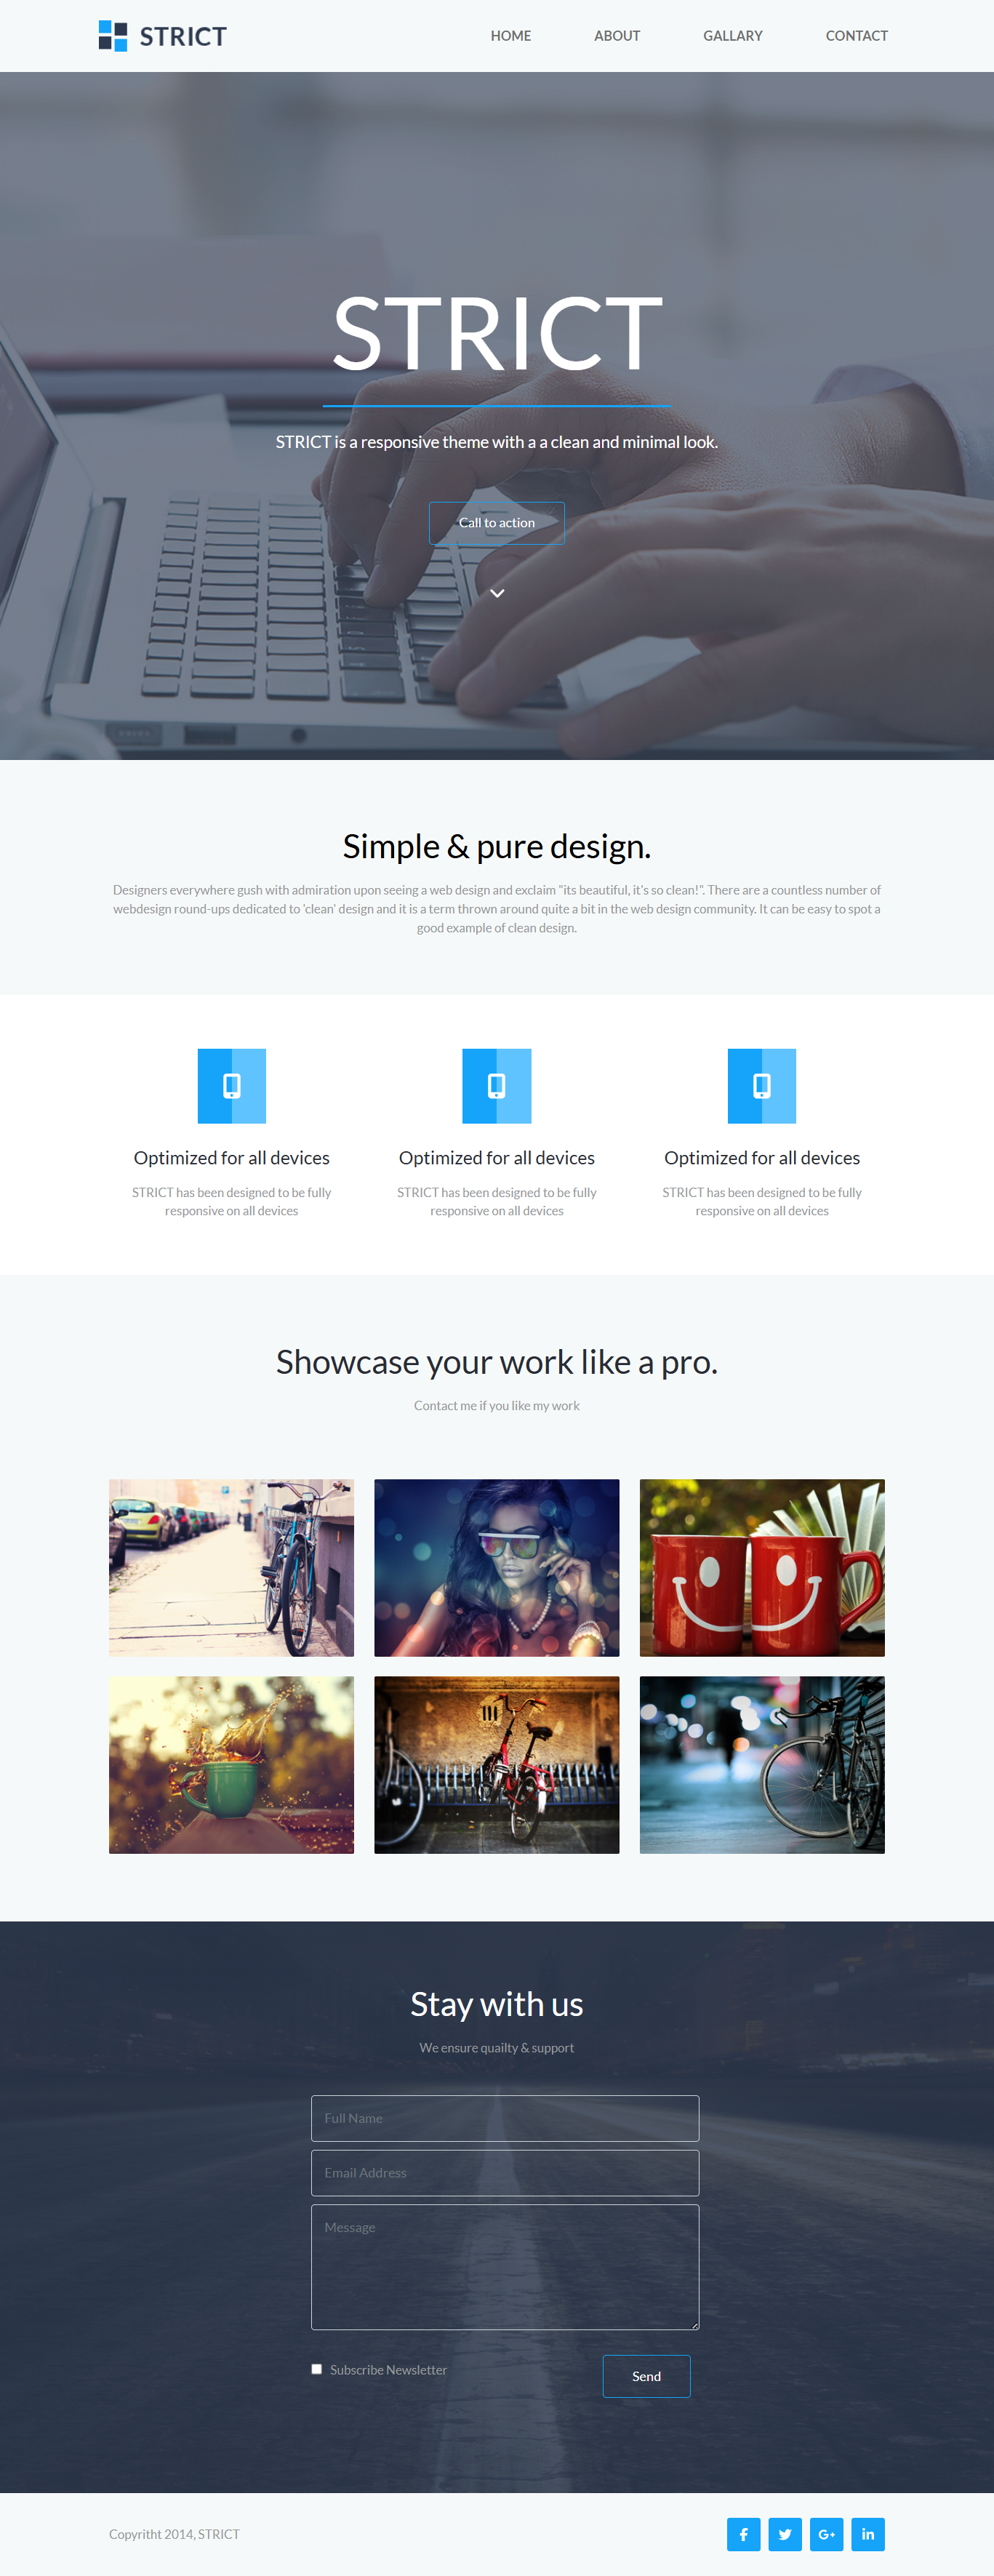 STRICT
HOME ABOUT GALLARY CONTACT
STRICT
STRICT is a responsive theme with a a clean and minimal look.
Call to action
Simple & pure design.
Designers everywhere gush with admiration upon seeing a web design and exclaim "its beautiful, it's so clean!". There are a countless number of
webdesign round-ups dedicated to 'clean' design and it is a term thrown around quite a bit in the web design community. It can be easy to spot a
good example of clean design.
Optimized for all devices
STRICT has been designed to be fully
responsive on all devices
Optimized for all devices
STRICT has been designed to be fully
responsive on all devices
Optimized for all devices
STRICT has been designed to be fully
responsive on all devices
Showcase your work like a pro.
Contact me if you like my work
Stay with us
We ensure quailty & support
Full Name
Email Address
Message
Subscribe Newsletter
Send
Copyritht 2014, STRICT
f
G+
in